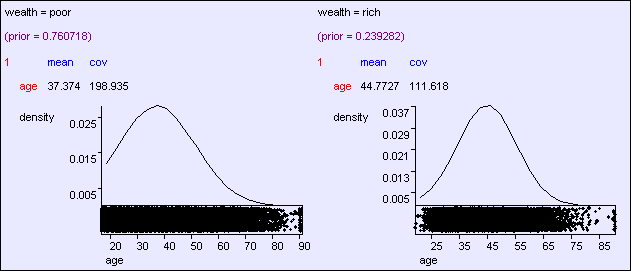 wealth = poor
(prior = 0.760718)
1 mean cov
age 37.374 198.935
density
0.025
0.015
0.005
20 30 40 50 60 70 80 90
age
wealth = rich
(prior = 0.239282)
1 mean cov
age 44.7727 111.618
density
0.037
0.029
0.021
0.013
0.005
25 35 45 55 65 75 85
age